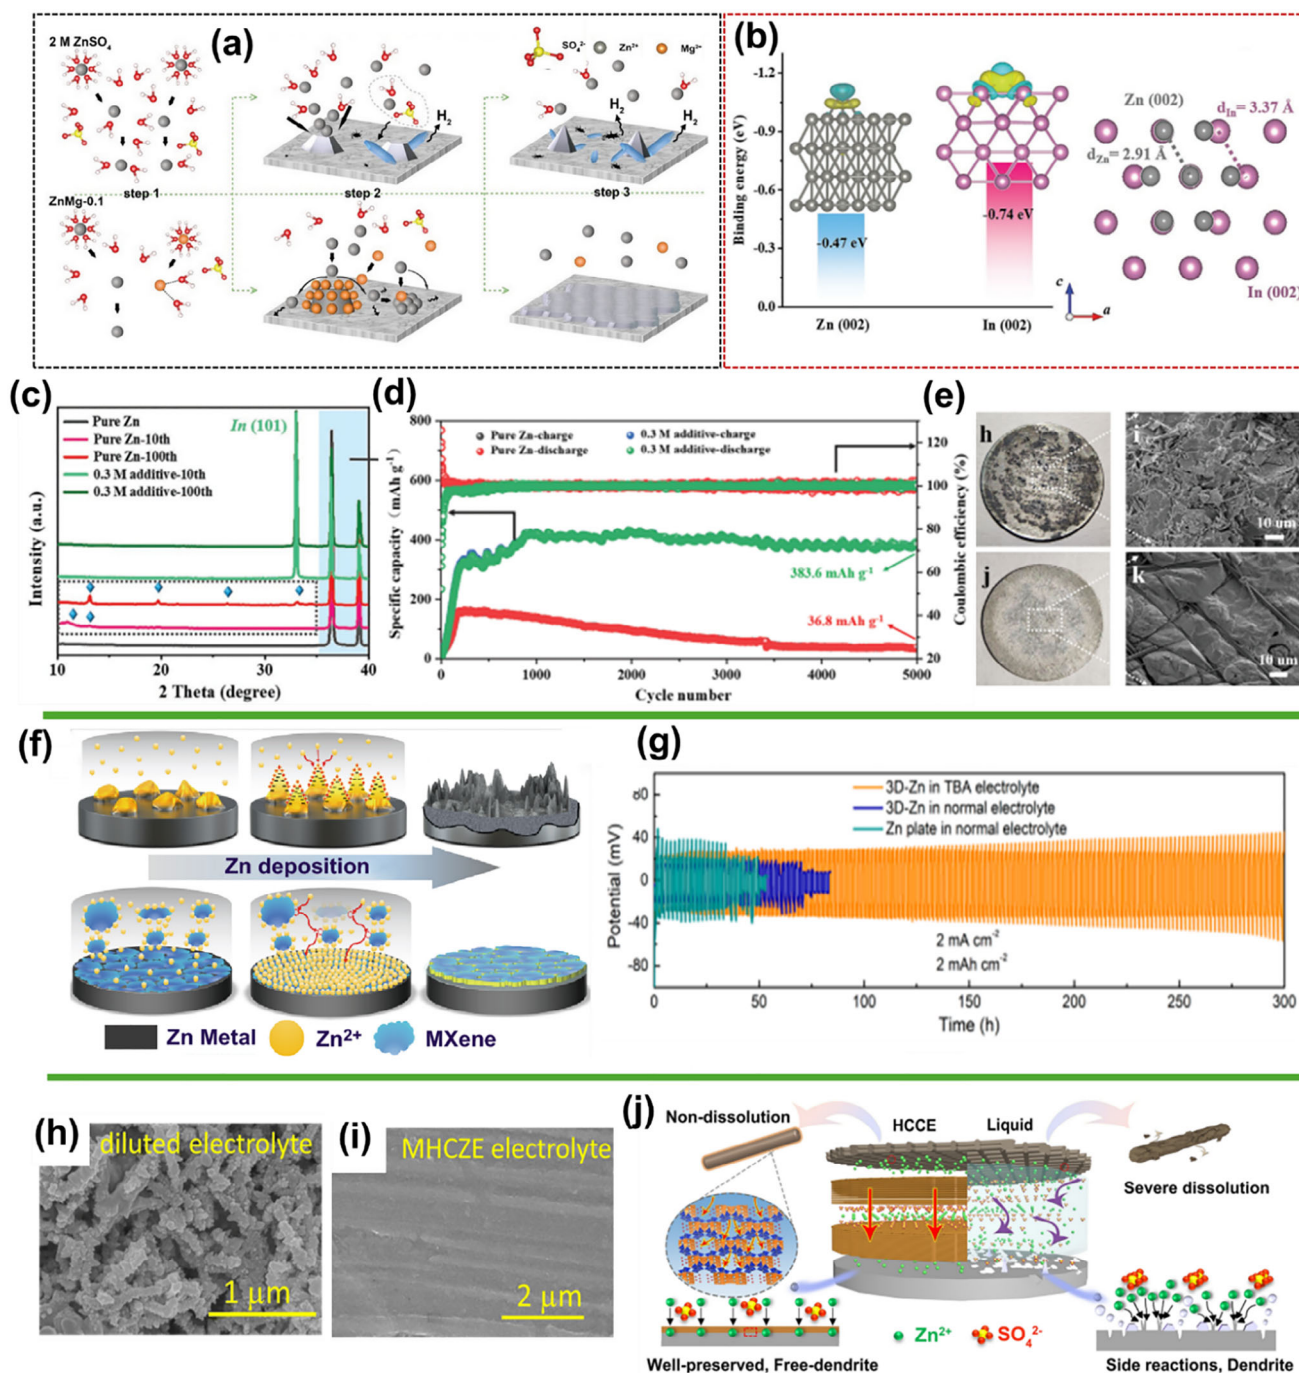 (a)
2 M ZnSO₄
SO₄²⁻ Zn²⁺ Mg²⁺
H₂
H₂
H₂
step 1 step 2 step 3
ZnMg-0.1
(b)
Binding energy (eV)
-1.2
-0.9
-0.6
-0.3
0.0
-0.47 eV
-0.74 eV
Zn (002) In (002)
Zn (002)
d_In = 3.37 Å
d_Zn = 2.91 Å
In (002)
c
a
(c)
Intensity (a.u.)
Pure Zn
Pure Zn-10th
Pure Zn-100th
0.3 M additive-10th
0.3 M additive-100th
In (101)
10 20 30 40
2 Theta (degree)
(d)
Specific capacity (mAh g⁻¹)
800
600
400
200
0
Pure Zn-charge
Pure Zn-discharge
0.3 M additive-charge
0.3 M additive-discharge
383.6 mAh g⁻¹
36.8 mAh g⁻¹
0 1000 2000 3000 4000 5000
Cycle number
120
100
80
60
40
20
Coulombic efficiency (%)
(e)
h
i
10 um
j
k
10 um
(f)
Zn deposition
Zn Metal Zn²⁺ MXene
(g)
Potential (mV)
80
40
0
-40
-80
3D-Zn in TBA electrolyte
3D-Zn in normal electrolyte
Zn plate in normal electrolyte
2 mA cm⁻²
2 mAh cm⁻²
0 50 100 150 200 250 300
Time (h)
(h)
diluted electrolyte
1 μm
(i)
MHCZE electrolyte
2 μm
(j)
Non-dissolution
HCCE Liquid
Severe dissolution
Zn²⁺ SO₄²⁻
Well-preserved, Free-dendrite
Side reactions, Dendrite